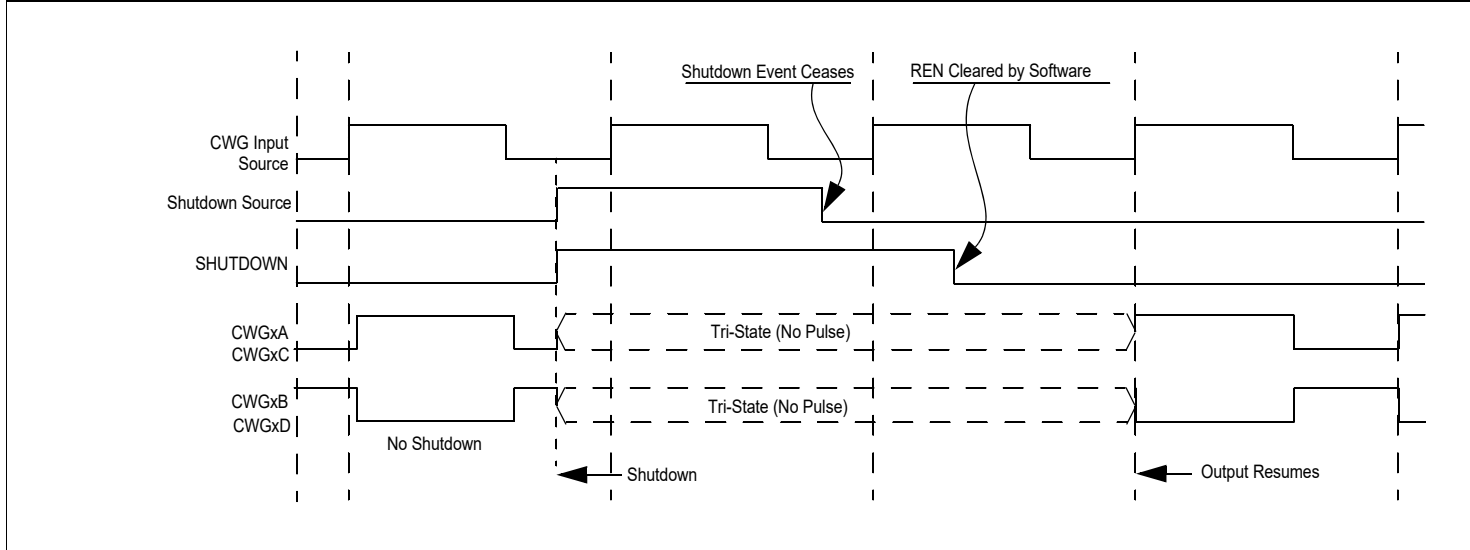 Shutdown Event Ceases
REN Cleared by Software
CWG Input
Source
Shutdown Source
SHUTDOWN
CWGxA
CWGxC
Tri-State (No Pulse)
CWGxB
CWGxD
Tri-State (No Pulse)
No Shutdown
Shutdown
Output Resumes